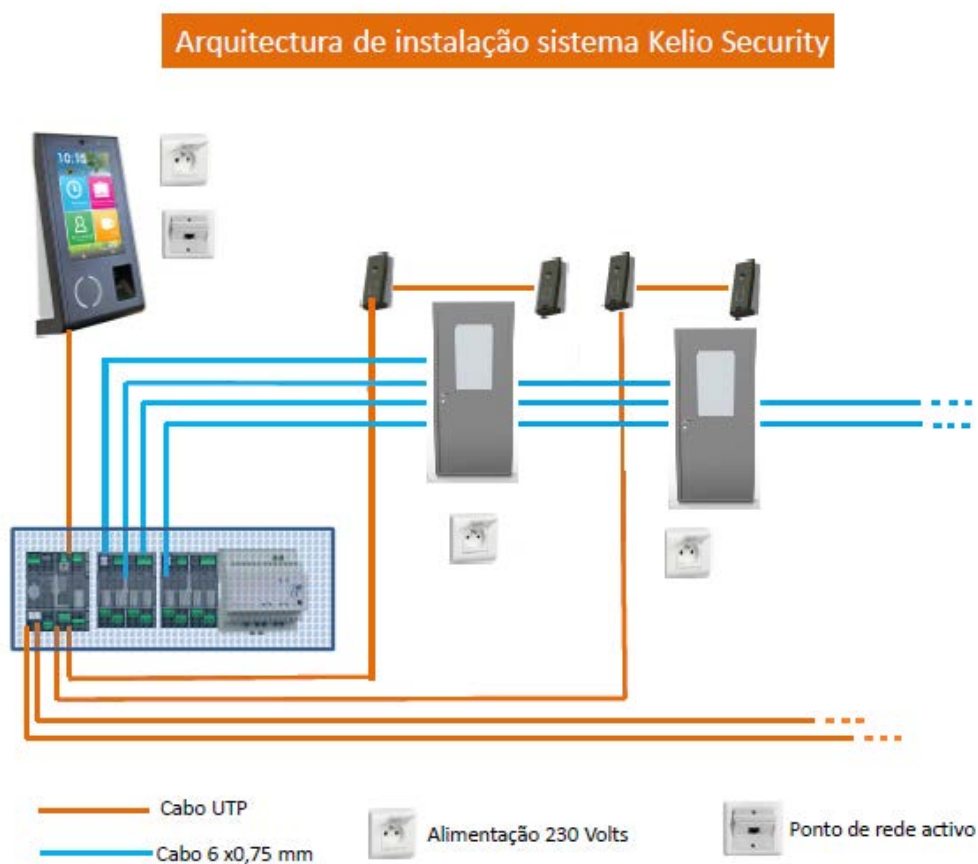 Arquitectura de instalação sistema Kelio Security
10:15
Cabo UTP
Alimentação 230 Volts
Ponto de rede activo
Cabo 6 x0,75 mm